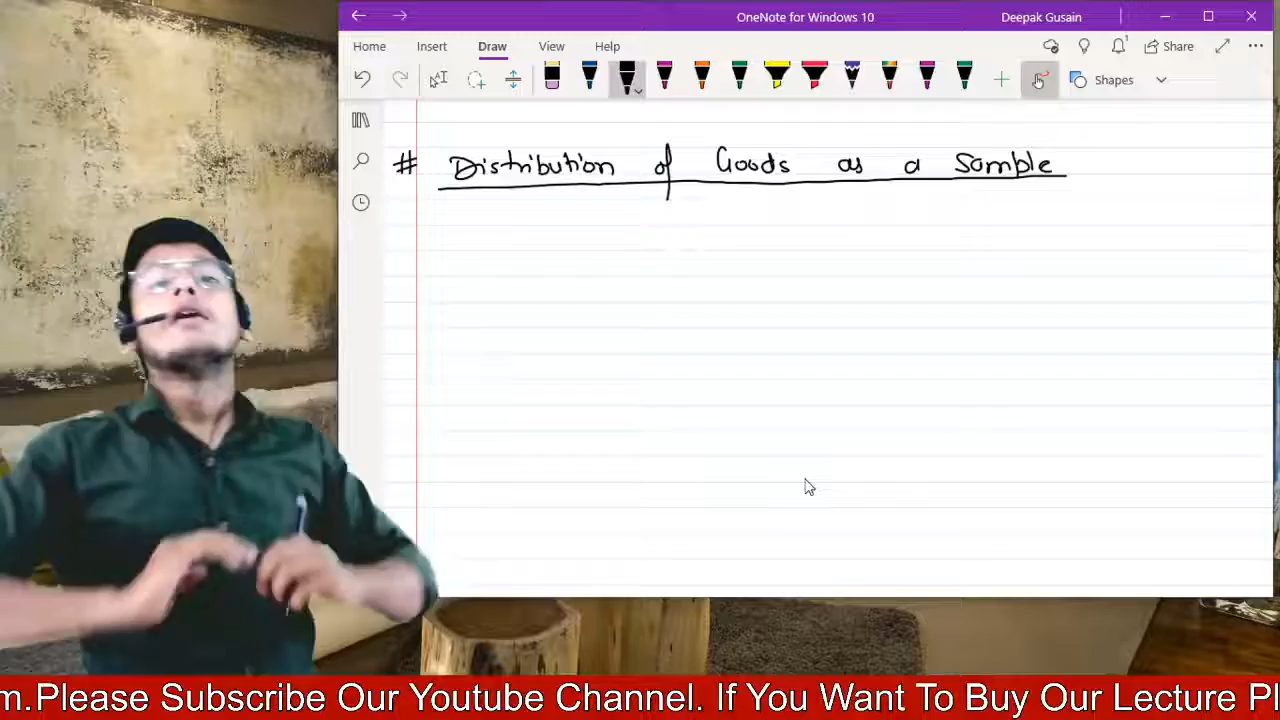 OneNote for Windows 10
Deepak Gusain
Home Insert Draw View Help
Share
Shapes
# Distribution of Goods as a Sample
m.Please Subscribe Our Youtube Channel. If You Want To Buy Our Lecture Pl